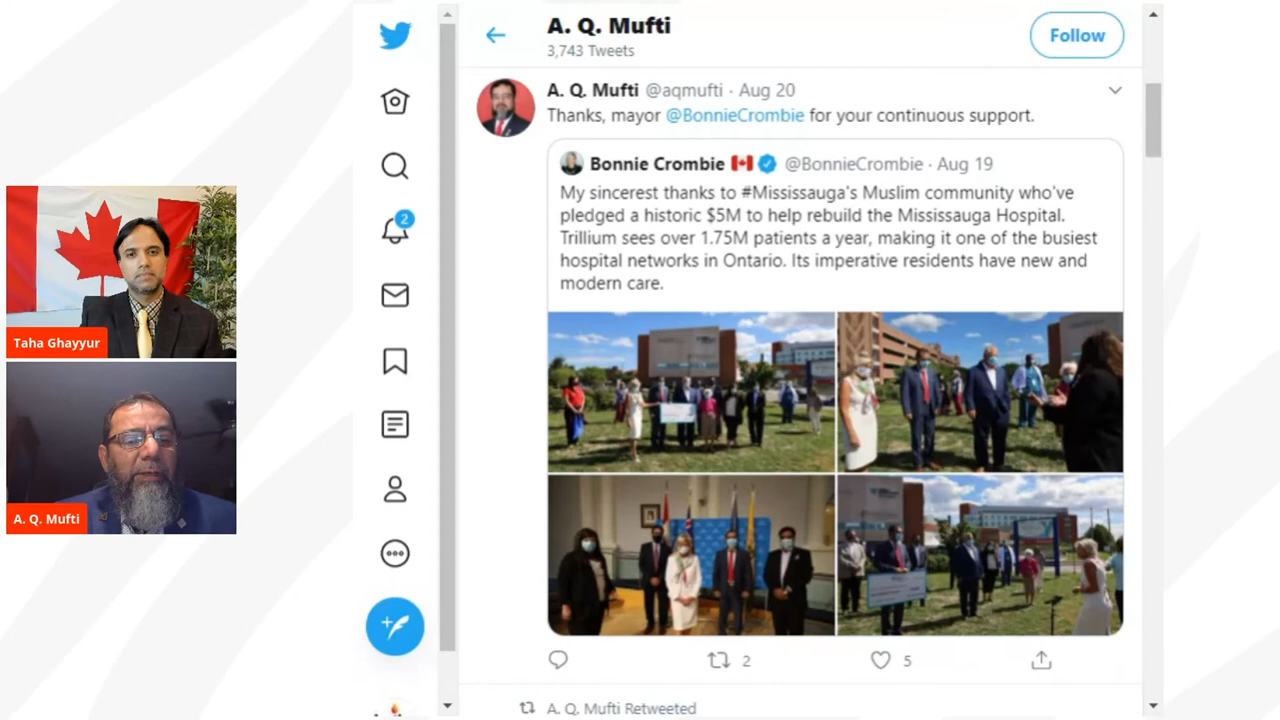 A. Q. Mufti
3,743 Tweets
Follow
A. Q. Mufti @aqmufti · Aug 20
Thanks, mayor @BonnieCrombie for your continuous support.
Bonnie Crombie @BonnieCrombie · Aug 19
My sincerest thanks to #Mississauga's Muslim community who've
pledged a historic $5M to help rebuild the Mississauga Hospital.
Trillium sees over 1.75M patients a year, making it one of the busiest
hospital networks in Ontario. Its imperative residents have new and
modern care.
2
5
A. Q. Mufti Retweeted
2
Taha Ghayyur
A. Q. Mufti